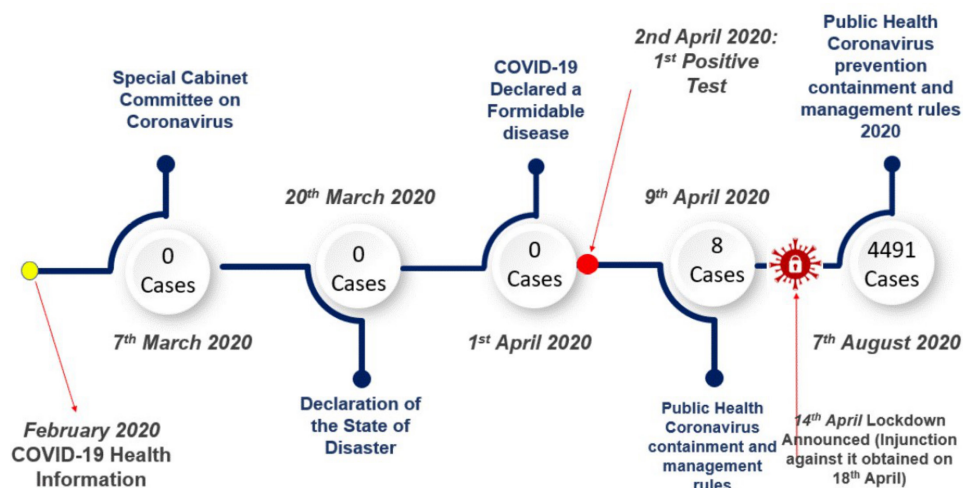 Special Cabinet
Committee on
Coronavirus
0
Cases
7th March 2020
February 2020
COVID-19 Health
Information
20th March 2020
0
Cases
Declaration of
the State of
Disaster
COVID-19
Declared a
Formidable
disease
0
Cases
1st April 2020
2nd April 2020:
1st Positive
Test
9th April 2020
8
Cases
Public Health
Coronavirus
containment and
management
rules
14th April Lockdown
Announced (Injunction
against it obtained on
18th April)
Public Health
Coronavirus
prevention
containment and
management rules
2020
4491
Cases
7th August 2020